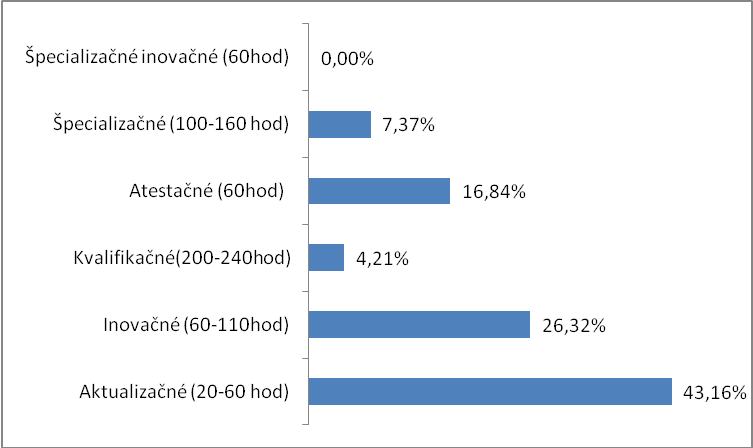 Špecializačné inovačné (60hod)
0,00%
Špecializačné (100-160 hod)
7,37%
Atestačné (60hod)
16,84%
Kvalifikačné(200-240hod)
4,21%
Inovačné (60-110hod)
26,32%
Aktualizačné (20-60 hod)
43,16%